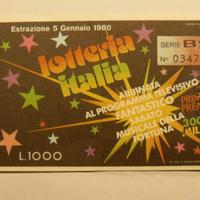 Estrazione 5 Gennaio 1980
SERIE B
N° 0347
lotteria
italia
ABBINATA
AL PROGRAMMA TELEVISIVO
FANTASTICO
SABATO
MUSICALE DELLA
FORTUNA
PREMIO
300
MIL
L.1000